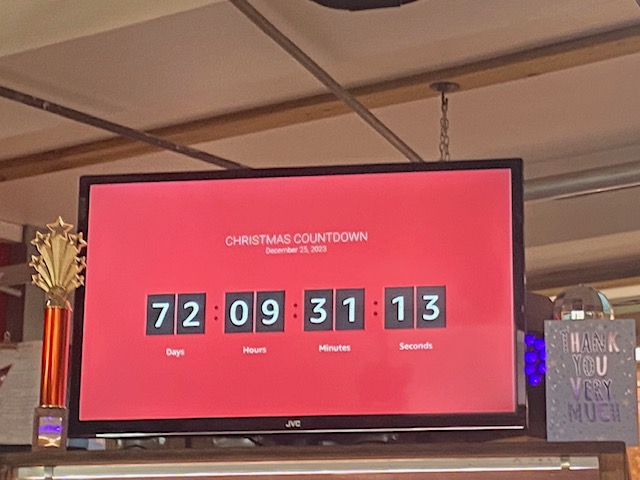 CHRISTMAS COUNTDOWN
December 25, 2023
72 : 09 : 31 : 13
Days Hours Minutes Seconds
JVC
THANK
YOU
VERY
MUCH